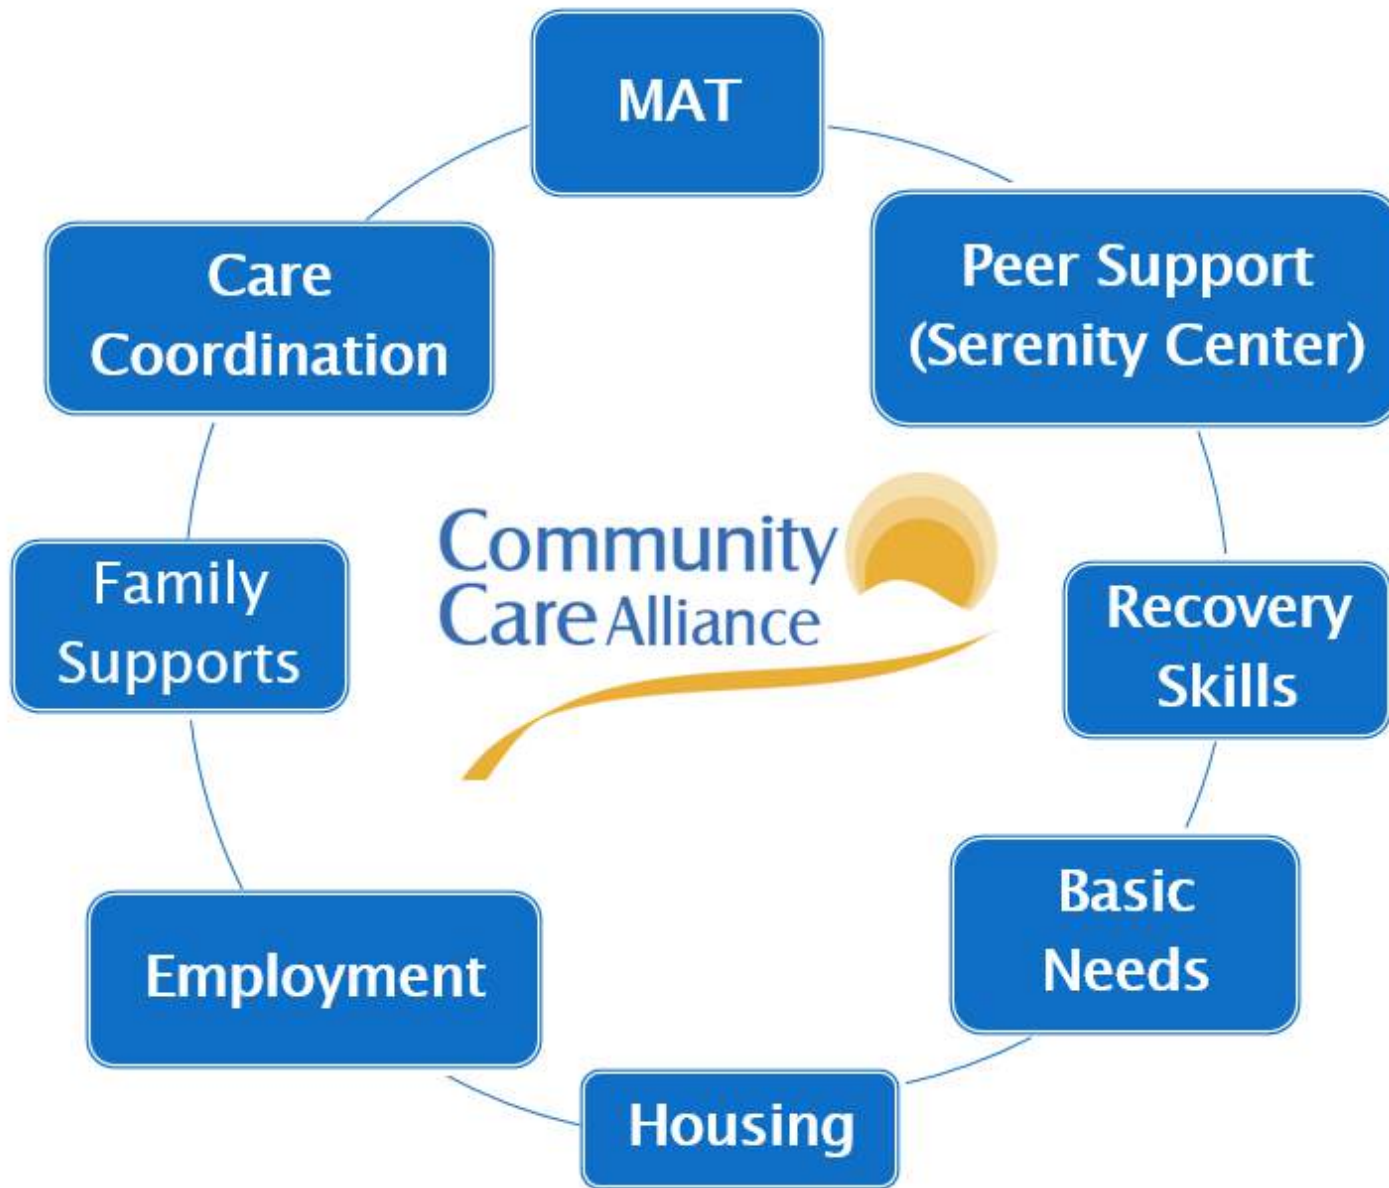 MAT
Peer Support
(Serenity Center)
Recovery
Skills
Basic
Needs
Housing
Employment
Family
Supports
Care
Coordination
Community
Care Alliance